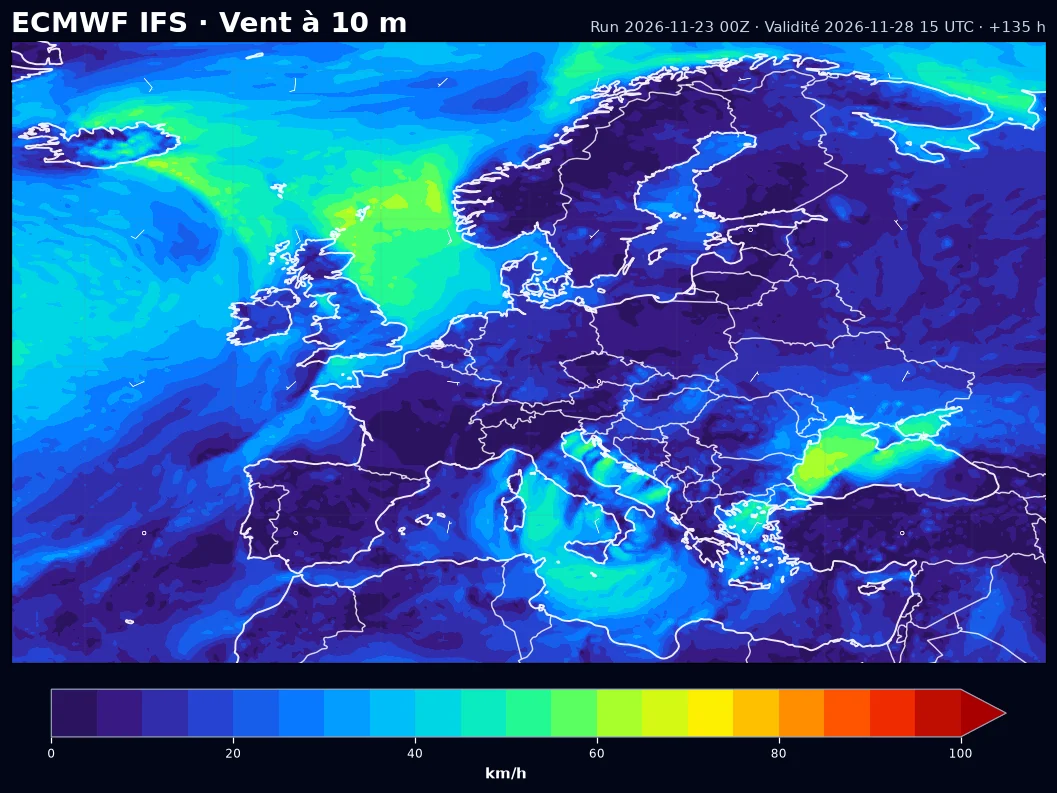 ECMWF IFS · Vent à 10 m
Run 2026-11-23 00Z · Validité 2026-11-28 15 UTC · +135 h
0 20 40 60 80 100
km/h